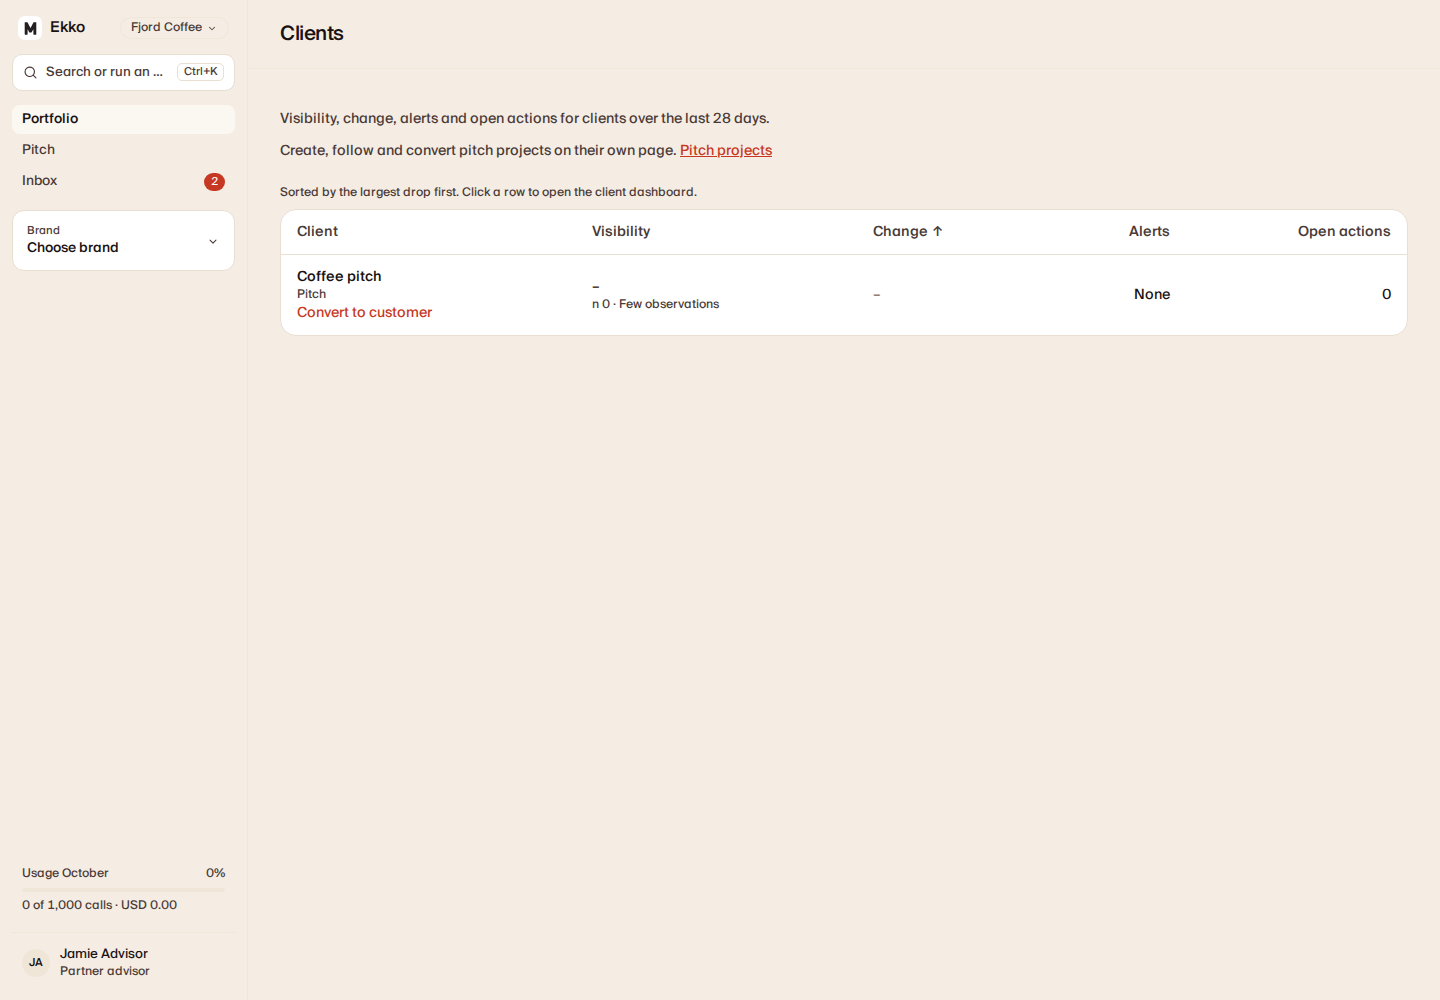 Ekko
Fjord Coffee
Search or run an ...
Ctrl+K
Portfolio
Pitch
Inbox
2
Brand
Choose brand
Usage October
0%
0 of 1,000 calls · USD 0.00
JA
Jamie Advisor
Partner advisor
Clients
Visibility, change, alerts and open actions for clients over the last 28 days.
Create, follow and convert pitch projects on their own page. Pitch projects
Sorted by the largest drop first. Click a row to open the client dashboard.
Client Visibility Change ↑ Alerts Open actions
Coffee pitch
Pitch
Convert to customer
–
n 0 · Few observations
–
None
0